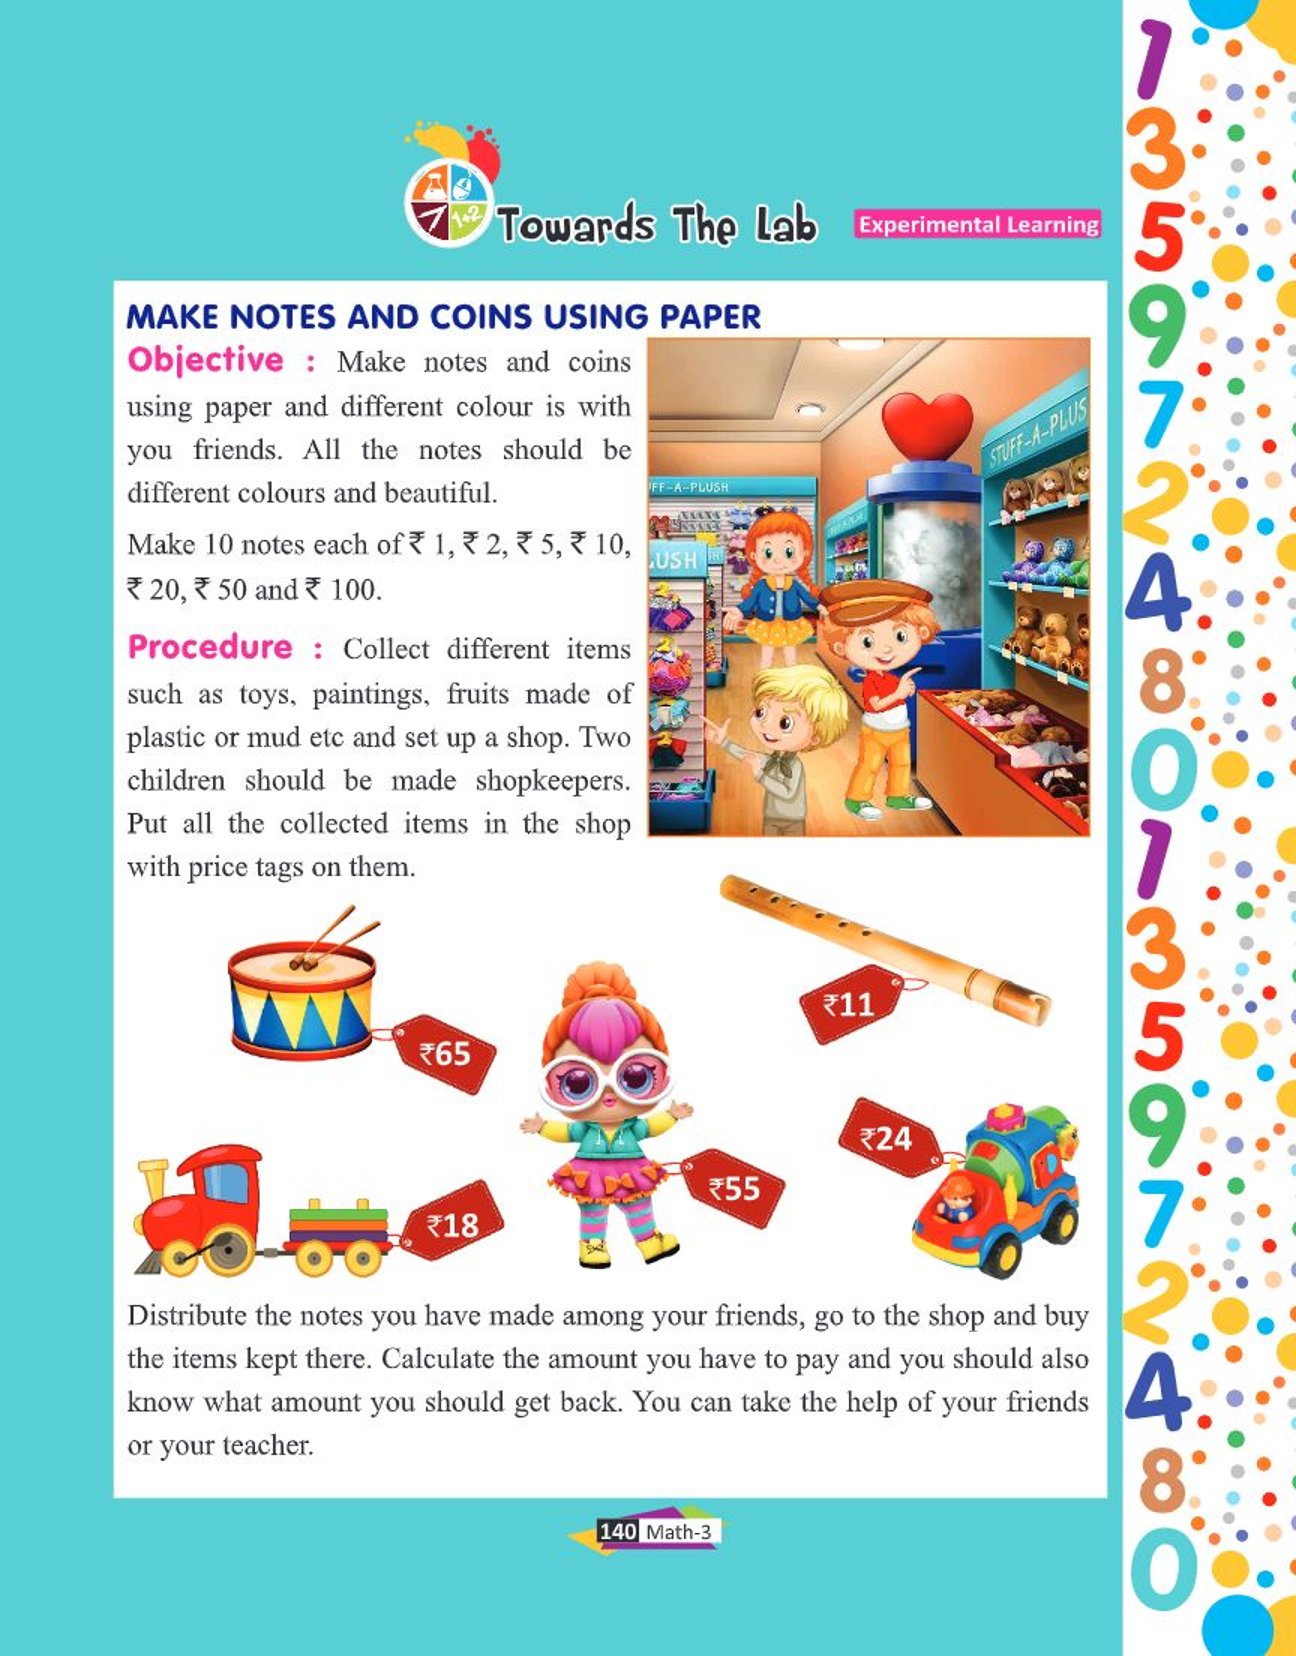 Towards The Lab
Experimental Learning
MAKE NOTES AND COINS USING PAPER
Objective : Make notes and coins
using paper and different colour is with
you friends. All the notes should be
different colours and beautiful.
Make 10 notes each of ₹ 1, ₹ 2, ₹ 5, ₹ 10,
₹ 20, ₹ 50 and ₹ 100.
Procedure : Collect different items
such as toys, paintings, fruits made of
plastic or mud etc and set up a shop. Two
children should be made shopkeepers.
Put all the collected items in the shop
with price tags on them.
STUFF-A-PLUS
FF-A-PLUSH
USH
₹11
₹65
₹24
₹55
₹18
Distribute the notes you have made among your friends, go to the shop and buy
the items kept there. Calculate the amount you have to pay and you should also
know what amount you should get back. You can take the help of your friends
or your teacher.
140 Math-3
1
3
5
9
7
2
4
8
0
1
3
5
9
7
2
4
8
0